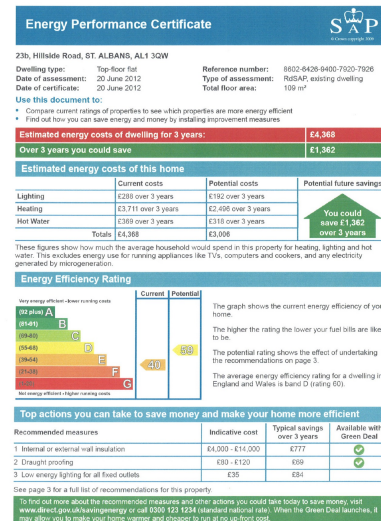 Energy Performance Certificate
SAP
23b, Hillside Road, ST. ALBANS, AL1 3QW
Dwelling type: Top-floor flat Reference number: 8602-6426-9400-7920-7926
Date of assessment: 20 June 2012 Type of assessment: RdSAP, existing dwelling
Date of certificate: 20 June 2012 Total floor area: 109 m²
Use this document to:
• Compare current ratings of properties to see which properties are more energy efficient
• Find out how you can save energy and money by installing improvement measures
Estimated energy costs of dwelling for 3 years: £4,368
Over 3 years you could save £1,362
Estimated energy costs of this home
Current costs Potential costs Potential future savings
Lighting £288 over 3 years £192 over 3 years
Heating £3,711 over 3 years £2,496 over 3 years
Hot Water £369 over 3 years £318 over 3 years
Totals £4,368 £3,006
You could
save £1,362
over 3 years
These figures show how much the average household would spend in this property for heating, lighting and hot
water. This excludes energy use for running appliances like TVs, computers and cookers, and any electricity
generated by microgeneration.
Energy Efficiency Rating
Current Potential
Very energy efficient - lower running costs
(92 plus) A
(81-91) B
(69-80) C
(55-68) D
(39-54) E
(21-38) F
G
Not energy efficient - higher running costs
40
The graph shows the current energy efficiency of you
home.
The higher the rating the lower your fuel bills are like
to be.
The potential rating shows the effect of undertaking
the recommendations on page 3.
The average energy efficiency rating for a dwelling in
England and Wales is band D (rating 60).
Top actions you can take to save money and make your home more efficient
Recommended measures Indicative cost Typical savings over 3 years Available with Green Deal
1 Internal or external wall insulation £4,000 - £14,000 £777
2 Draught proofing £80 - £120 £69
3 Low energy lighting for all fixed outlets £35 £84
See page 3 for a full list of recommendations for this property.
To find out more about the recommended measures and other actions you could take today to save money, visit
www.direct.gov.uk/savingenergy or call 0300 123 1234 (standard national rate). When the Green Deal launches, it
may allow you to make your home warmer and cheaper to run at no up-front cost.